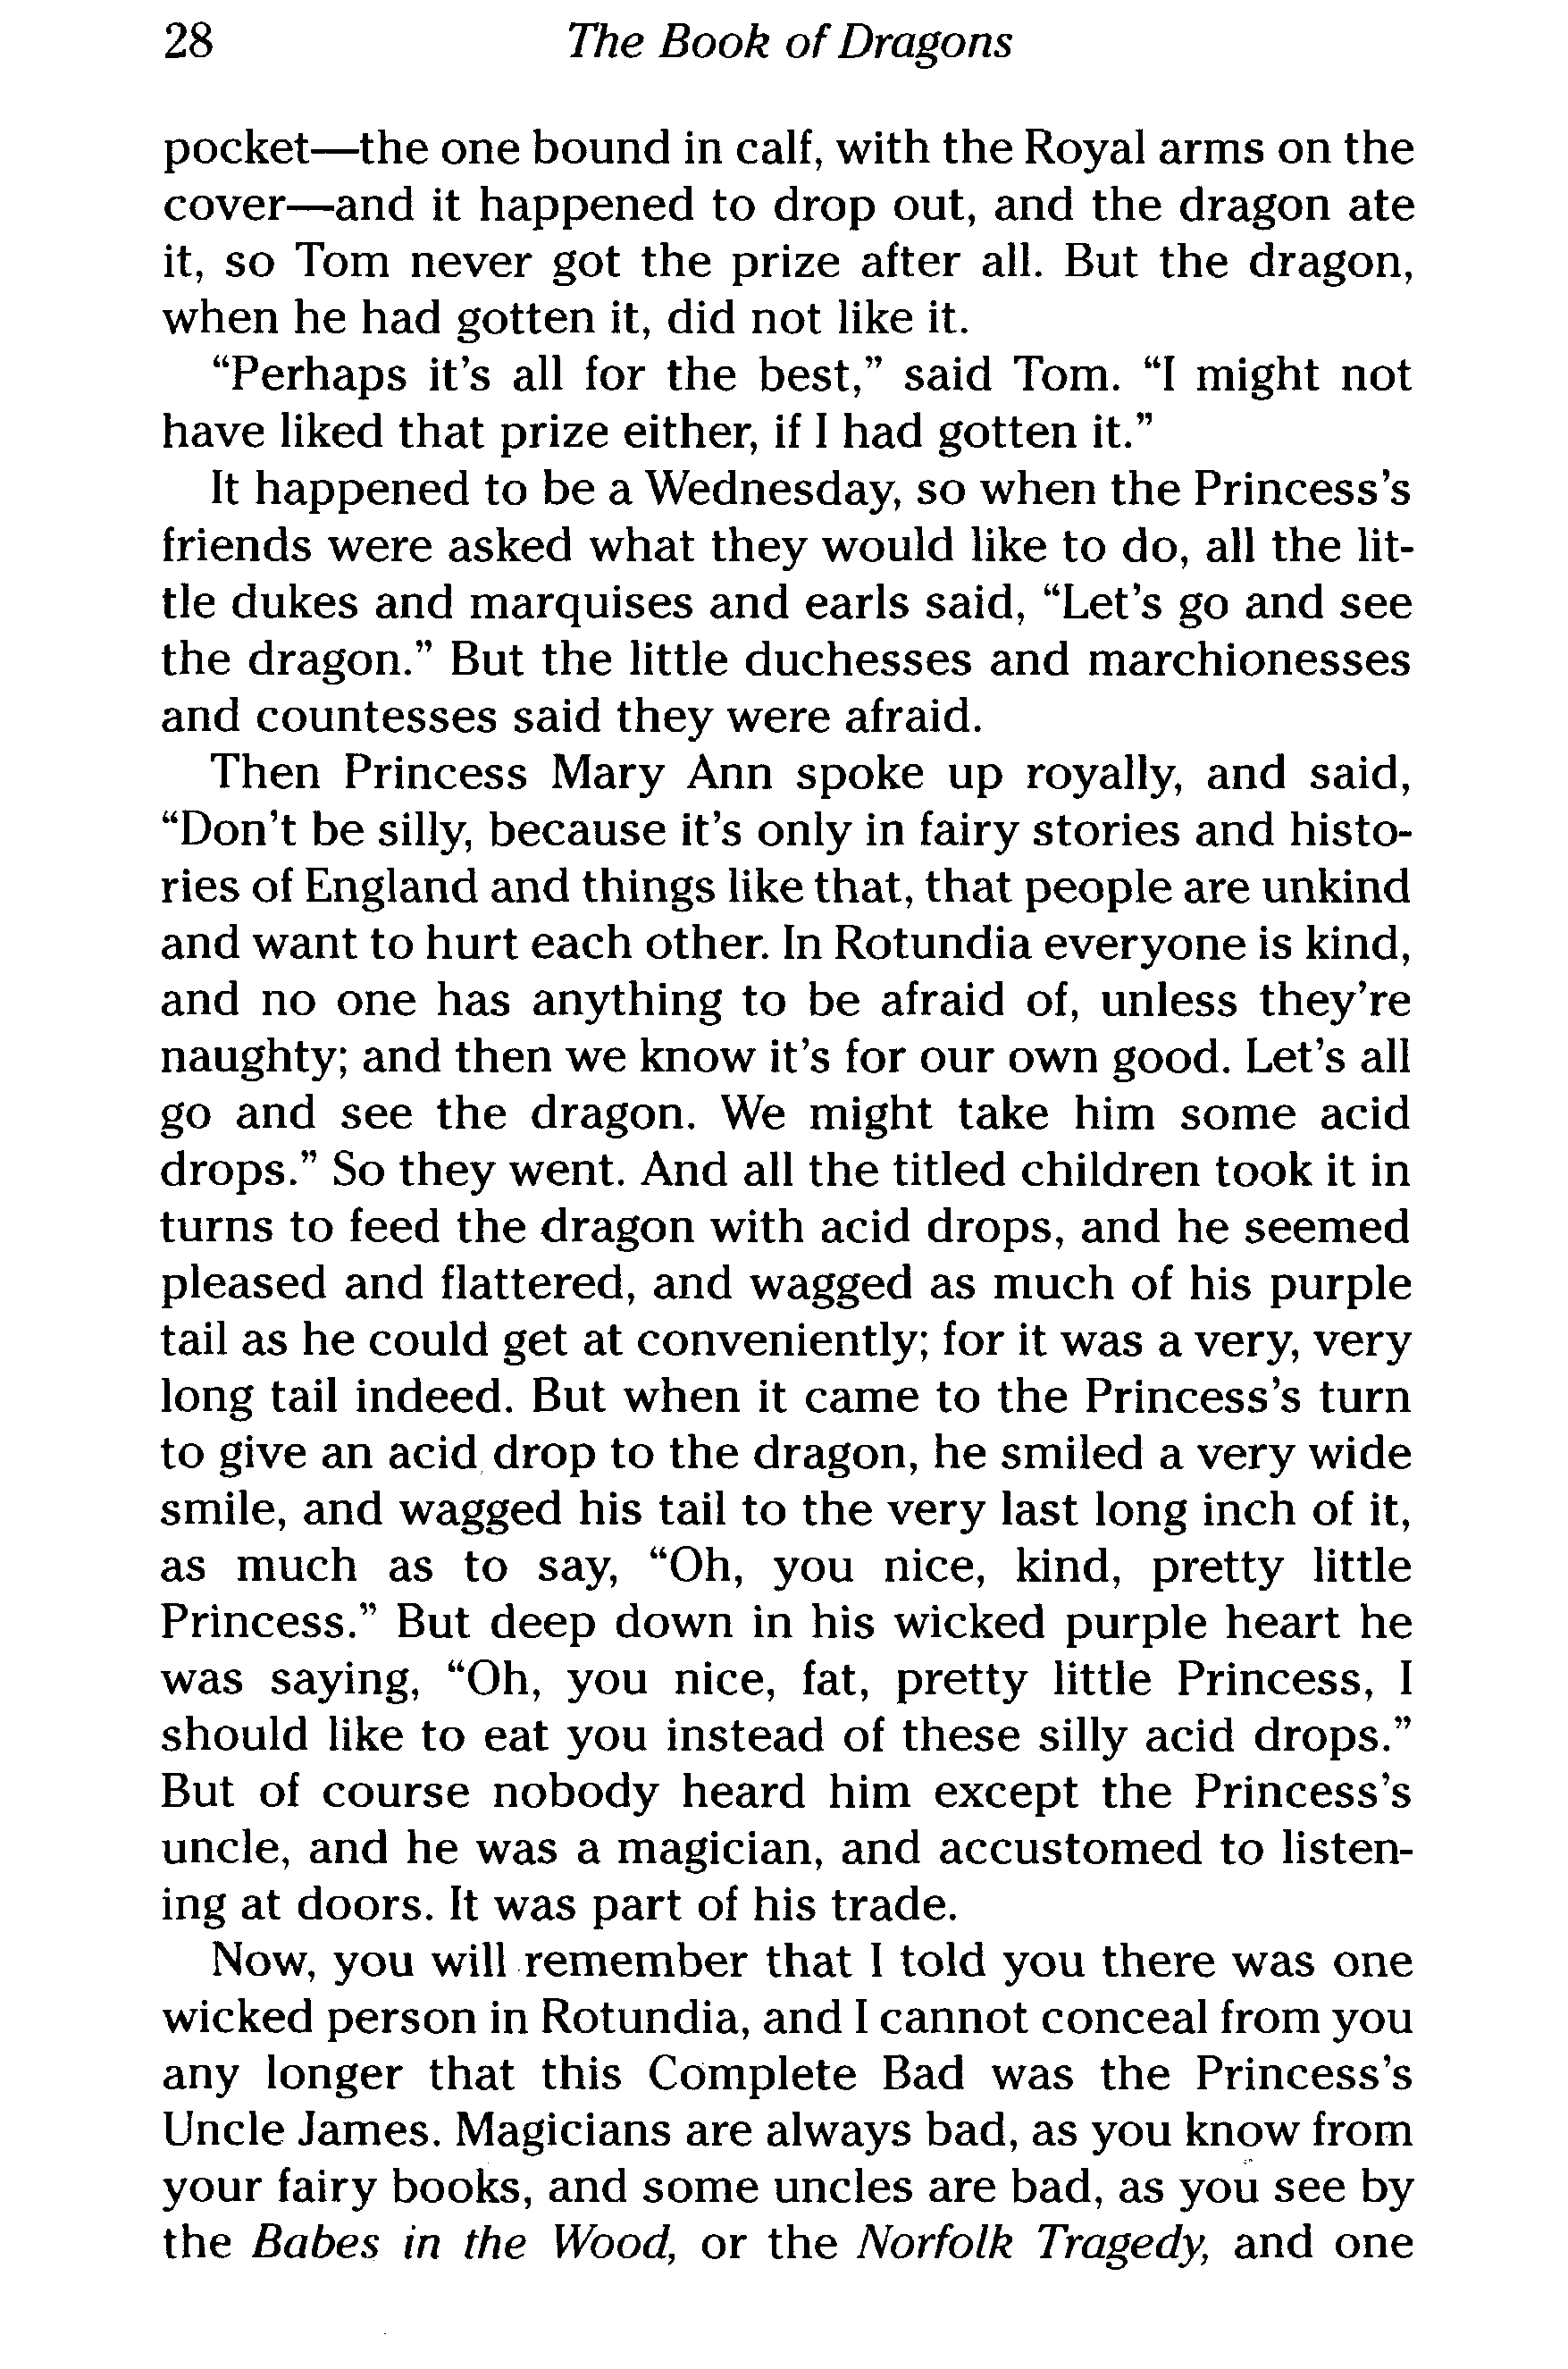 28 The Book of Dragons
pocket—the one bound in calf, with the Royal arms on the
cover—and it happened to drop out, and the dragon ate
it, so Tom never got the prize after all. But the dragon,
when he had gotten it, did not like it.
“Perhaps it’s all for the best,” said Tom. “I might not
have liked that prize either, if I had gotten it.”
It happened to be a Wednesday, so when the Princess’s
friends were asked what they would like to do, all the lit-
tle dukes and marquises and earls said, “Let’s go and see
the dragon.” But the little duchesses and marchionesses
and countesses said they were afraid.
Then Princess Mary Ann spoke up royally, and said,
“Don’t be silly, because it’s only in fairy stories and histo-
ries of England and things like that, that people are unkind
and want to hurt each other. In Rotundia everyone is kind,
and no one has anything to be afraid of, unless they’re
naughty; and then we know it’s for our own good. Let’s all
go and see the dragon. We might take him some acid
drops.” So they went. And all the titled children took it in
turns to feed the dragon with acid drops, and he seemed
pleased and flattered, and wagged as much of his purple
tail as he could get at conveniently; for it was a very, very
long tail indeed. But when it came to the Princess’s turn
to give an acid drop to the dragon, he smiled a very wide
smile, and wagged his tail to the very last long inch of it,
as much as to say, “Oh, you nice, kind, pretty little
Princess.” But deep down in his wicked purple heart he
was saying, “Oh, you nice, fat, pretty little Princess, I
should like to eat you instead of these silly acid drops.”
But of course nobody heard him except the Princess’s
uncle, and he was a magician, and accustomed to listen-
ing at doors. It was part of his trade.
Now, you will remember that I told you there was one
wicked person in Rotundia, and I cannot conceal from you
any longer that this Complete Bad was the Princess’s
Uncle James. Magicians are always bad, as you know from
your fairy books, and some uncles are bad, as you see by
the Babes in the Wood, or the Norfolk Tragedy, and one